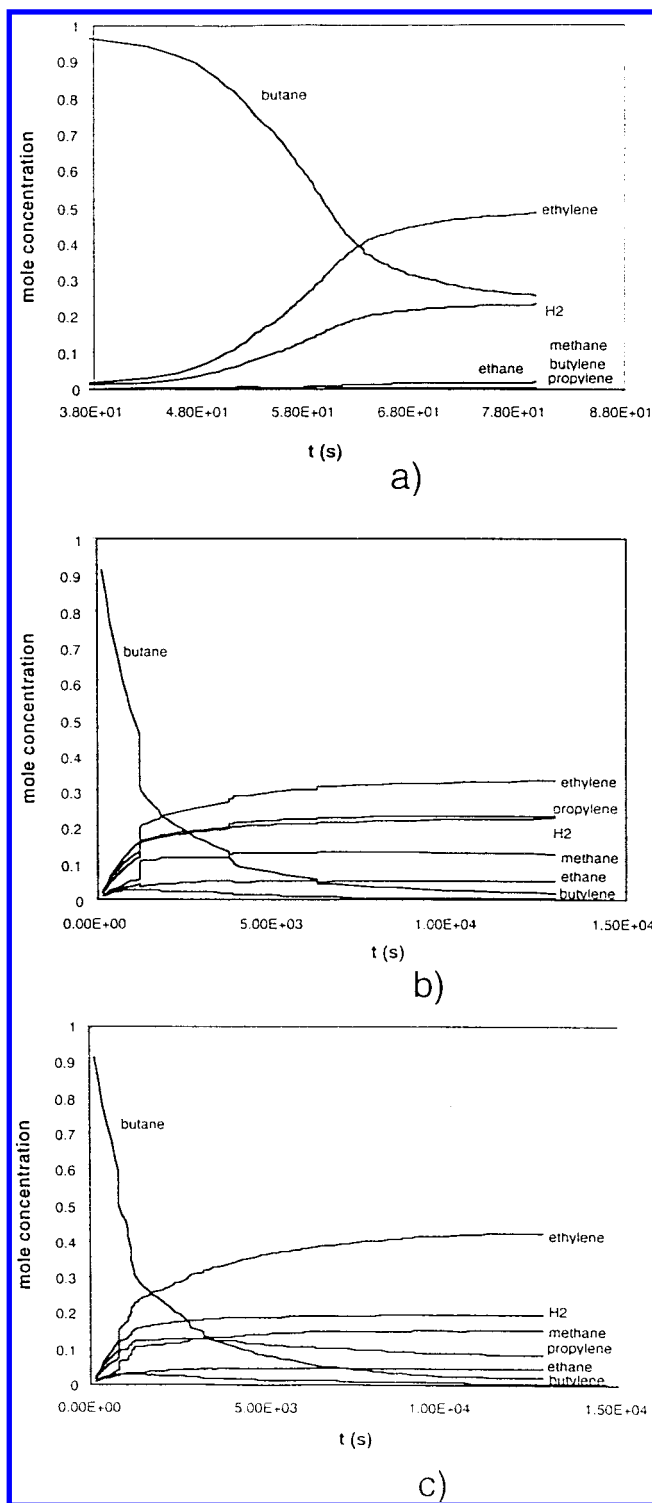 1
0.9
butane
0.8
0.7
mole concentration
0.6
0.5
ethylene
0.4
0.3
H2
0.2
methane
0.1
ethane
butylene
propylene
0
3.80E+01 4.80E+01 5.80E+01 6.80E+01 7.80E+01 8.80E+01
t (s)
a)
1
0.9
0.8
butane
0.7
mole concentration
0.6
0.5
0.4
ethylene
0.3
propylene
0.2
H2
methane
0.1
ethane
butylene
0
0.00E+00 5.00E+03 1.00E+04 1.50E+04
t (s)
b)
1
0.9
0.8
butane
0.7
mole concentration
0.6
0.5
ethylene
0.4
0.3
H2
0.2
methane
propylene
0.1
ethane
butylene
0
0.00E+00 5.00E+03 1.00E+04 1.50E+04
t (s)
c)